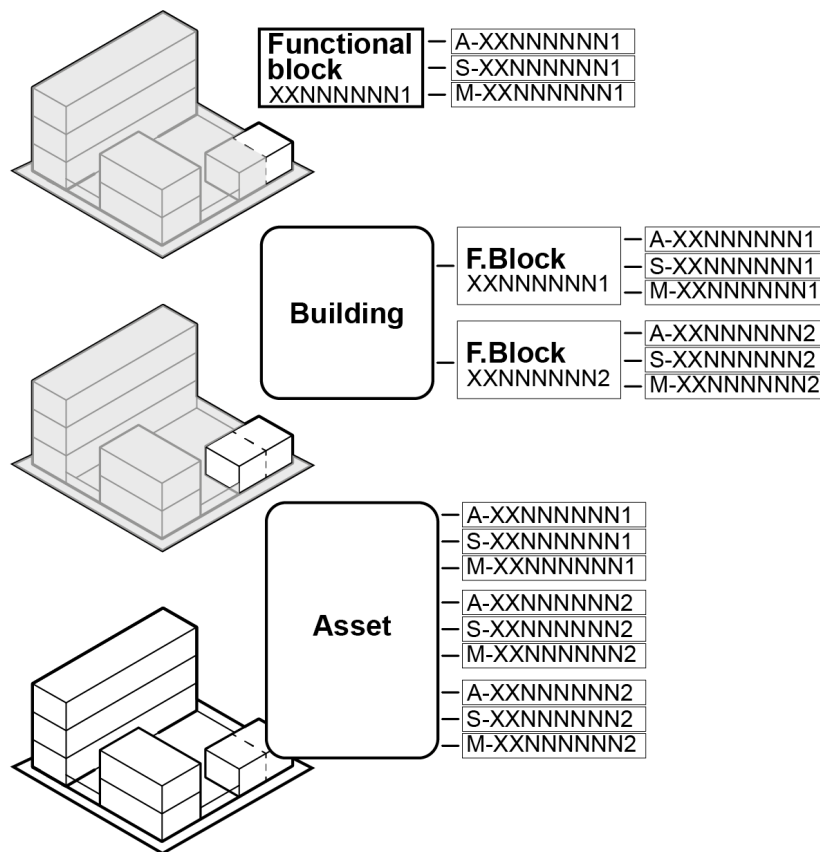 Functional
block
XXNNNNNN1
A-XXNNNNNN1
S-XXNNNNNN1
M-XXNNNNNN1
Building
F.Block
XXNNNNNN1
A-XXNNNNNN1
S-XXNNNNNN1
M-XXNNNNNN1
F.Block
XXNNNNNN2
A-XXNNNNNN2
S-XXNNNNNN2
M-XXNNNNNN2
Asset
A-XXNNNNNN1
S-XXNNNNNN1
M-XXNNNNNN1
A-XXNNNNNN2
S-XXNNNNNN2
M-XXNNNNNN2
A-XXNNNNNN2
S-XXNNNNNN2
M-XXNNNNNN2